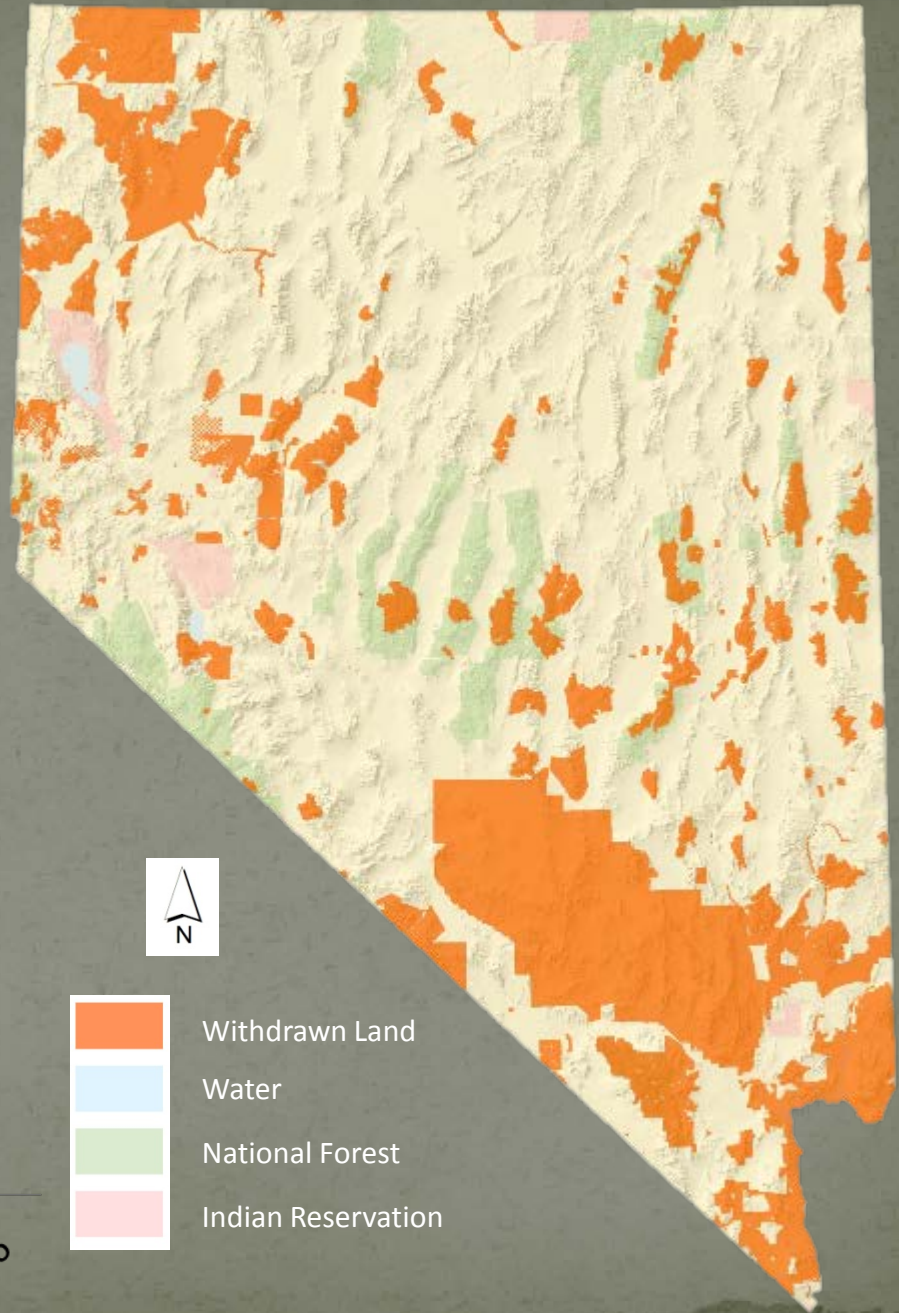 N
Withdrawn Land
Water
National Forest
Indian Reservation